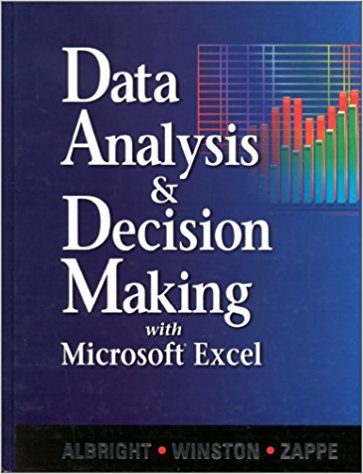 Data
Analysis
&
Decision
Making
with
Microsoft® Excel
ALBRIGHT • WINSTON • ZAPPE